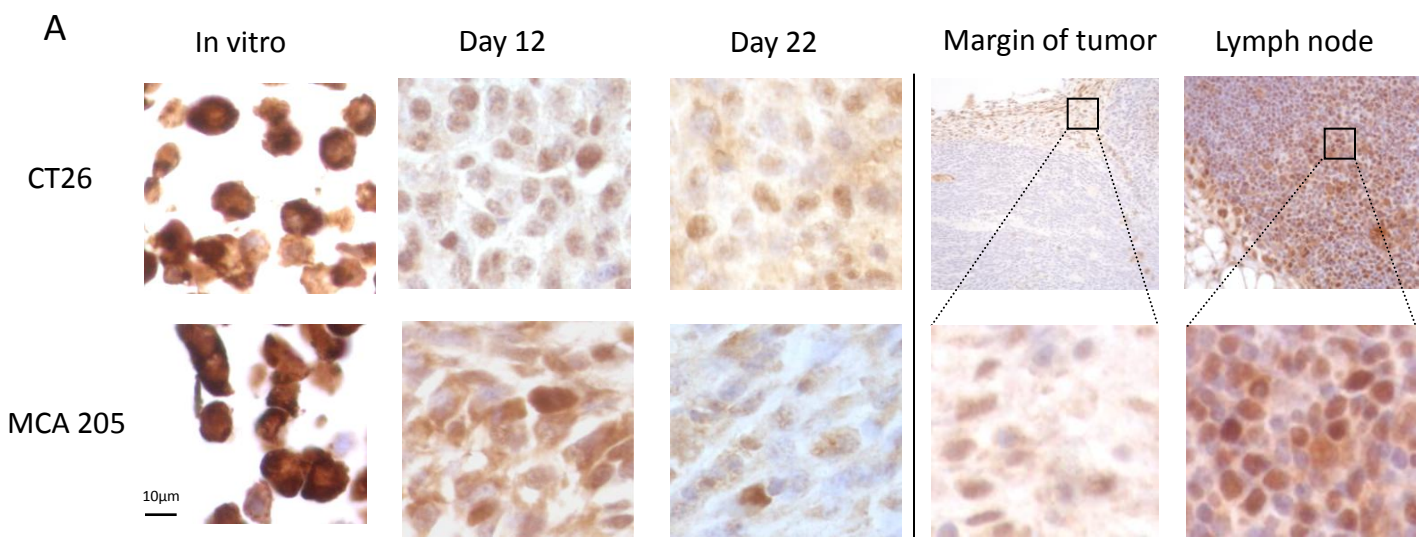 A
In vitro
Day 12
Day 22
Margin of tumor
Lymph node
CT26
MCA 205
10µm